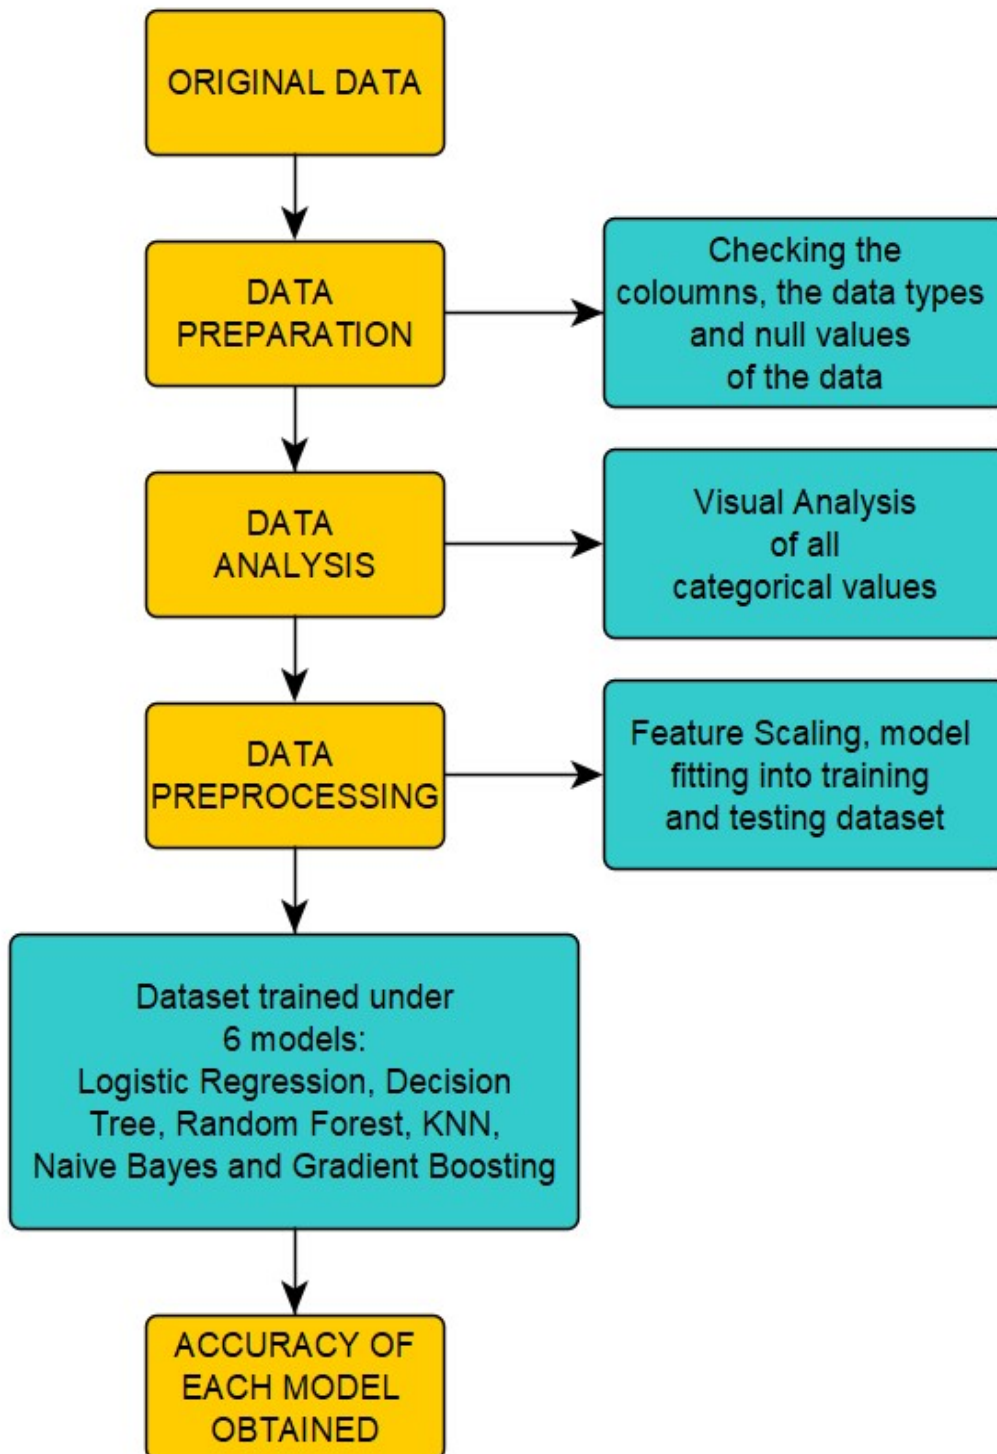 ORIGINAL DATA
DATA
PREPARATION
Checking the
coloumns, the data types
and null values
of the data
DATA
ANALYSIS
Visual Analysis
of all
categorical values
DATA
PREPROCESSING
Feature Scaling, model
fitting into training
and testing dataset
Dataset trained under
6 models:
Logistic Regression, Decision
Tree, Random Forest, KNN,
Naive Bayes and Gradient Boosting
ACCURACY OF
EACH MODEL
OBTAINED